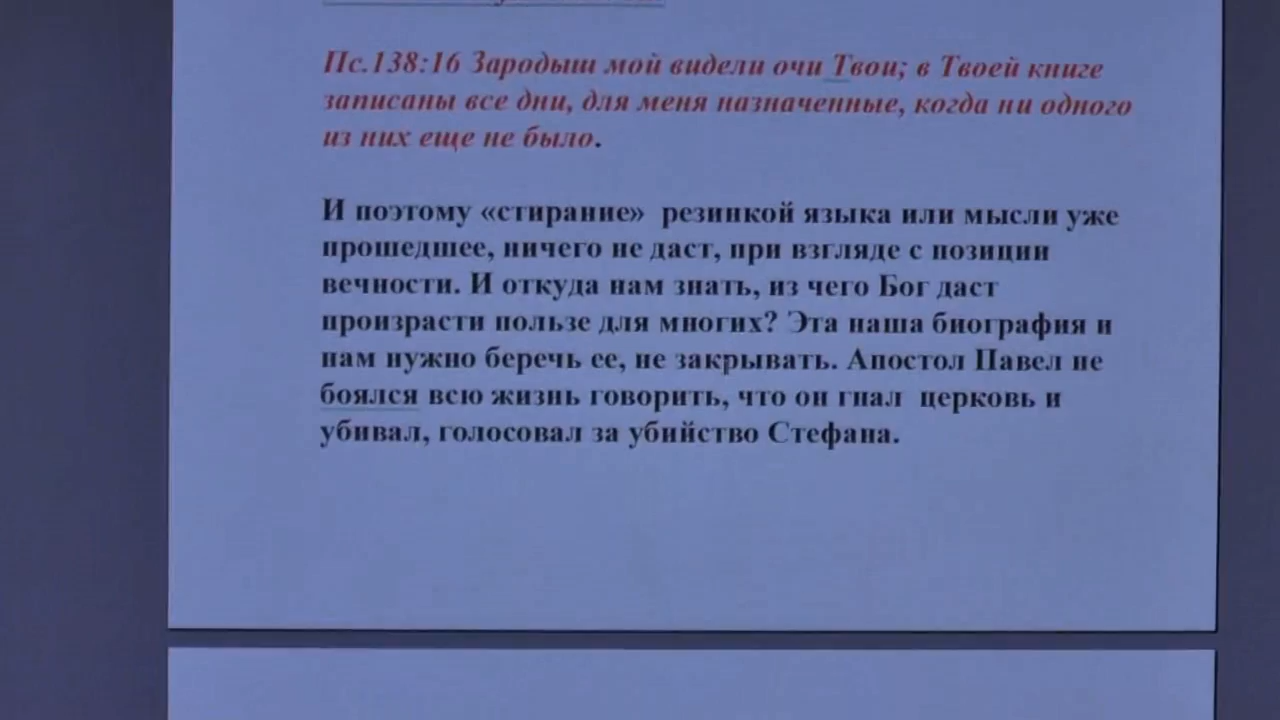 Пс.138:16 Зародыш мой видели очи Твои; в Твоей книге
записаны все дни, для меня назначенные, когда ни одного
из них еще не было.
И поэтому «стирание» резинкой языка или мысли уже
прошедшее, ничего не даст, при взгляде с позиции
вечности. И откуда нам знать, из чего Бог даст
произрасти пользе для многих? Эта наша биография и
нам нужно беречь ее, не закрывать. Апостол Павел не
боялся всю жизнь говорить, что он гнал церковь и
убивал, голосовал за убийство Стефана.